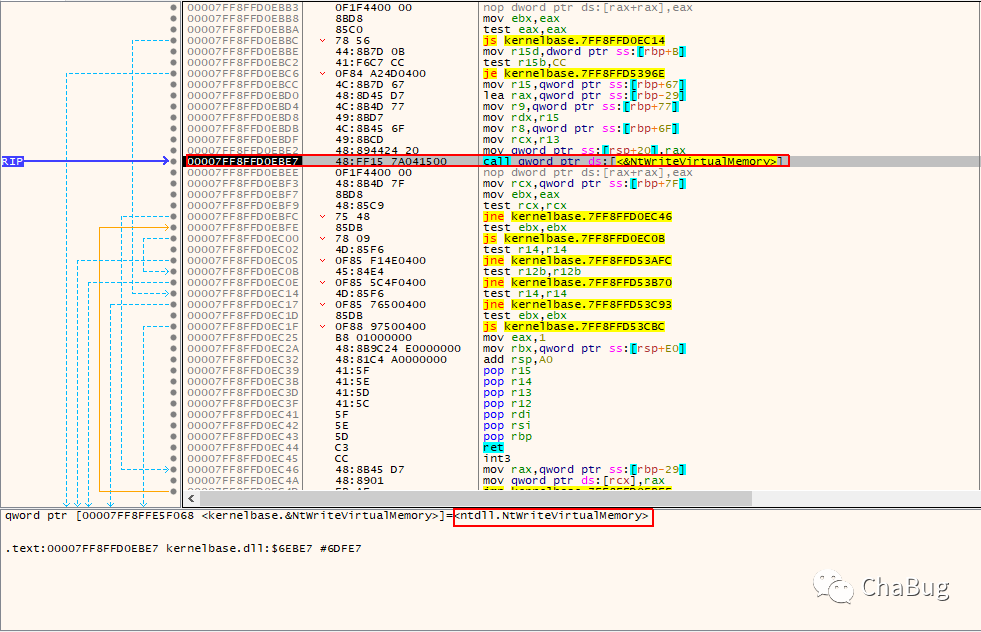 00007FF8FFD0EBB3 0F1F4400 00 nop dword ptr ds:[rax+rax],eax
00007FF8FFD0EBB8 8BD8 mov ebx,eax
00007FF8FFD0EBBA 85C0 test eax,eax
00007FF8FFD0EBBC 78 56 js kernelbase.7FF8FFD0EC14
00007FF8FFD0EBBE 44:8B7D 0B mov r15d,dword ptr ss:[rbp+B]
00007FF8FFD0EBC2 41:F6C7 CC test r15b,CC
00007FF8FFD0EBC6 0F84 A24D0400 je kernelbase.7FF8FFD5396E
00007FF8FFD0EBCC 4C:8B7D 67 mov r15,qword ptr ss:[rbp+67]
00007FF8FFD0EBD0 48:8D45 D7 lea rax,qword ptr ss:[rbp-29]
00007FF8FFD0EBD4 4C:8B4D 77 mov r9,qword ptr ss:[rbp+77]
00007FF8FFD0EBD8 49:8BD7 mov rdx,r15
00007FF8FFD0EBDB 4C:8B45 6F mov r8,qword ptr ss:[rbp+6F]
00007FF8FFD0EBDF 49:8BCD mov rcx,r13
00007FF8FFD0EBE2 48:894424 20 mov qword ptr ss:[rsp+20],rax
RIP 00007FF8FFD0EBE7 48:FF15 7A041500 call qword ptr ds:[<&NtWriteVirtualMemory>]
00007FF8FFD0EBEE 0F1F4400 00 nop dword ptr ds:[rax+rax],eax
00007FF8FFD0EBF3 48:8B4D 7F mov rcx,qword ptr ss:[rbp+7F]
00007FF8FFD0EBF7 8BD8 mov ebx,eax
00007FF8FFD0EBF9 48:85C9 test rcx,rcx
00007FF8FFD0EBFC 75 48 jne kernelbase.7FF8FFD0EC46
00007FF8FFD0EBFE 85DB test ebx,ebx
00007FF8FFD0EC00 78 09 js kernelbase.7FF8FFD0EC0B
00007FF8FFD0EC02 4D:85F6 test r14,r14
00007FF8FFD0EC05 0F85 F14E0400 jne kernelbase.7FF8FFD53AFC
00007FF8FFD0EC0B 45:84E4 test r12b,r12b
00007FF8FFD0EC0E 0F85 5C4F0400 jne kernelbase.7FF8FFD53B70
00007FF8FFD0EC14 4D:85F6 test r14,r14
00007FF8FFD0EC17 0F85 76500400 jne kernelbase.7FF8FFD53C93
00007FF8FFD0EC1D 85DB test ebx,ebx
00007FF8FFD0EC1F 0F88 97500400 js kernelbase.7FF8FFD53CBC
00007FF8FFD0EC25 B8 01000000 mov eax,1
00007FF8FFD0EC2A 48:8B9C24 E0000000 mov rbx,qword ptr ss:[rsp+E0]
00007FF8FFD0EC32 48:81C4 A0000000 add rsp,A0
00007FF8FFD0EC39 41:5F pop r15
00007FF8FFD0EC3B 41:5E pop r14
00007FF8FFD0EC3D 41:5D pop r13
00007FF8FFD0EC3F 41:5C pop r12
00007FF8FFD0EC41 5F pop rdi
00007FF8FFD0EC42 5E pop rsi
00007FF8FFD0EC43 5D pop rbp
00007FF8FFD0EC44 C3 ret
00007FF8FFD0EC45 CC int3
00007FF8FFD0EC46 48:8B45 D7 mov rax,qword ptr ss:[rbp-29]
00007FF8FFD0EC4A 48:8901 mov qword ptr ds:[rcx],rax
qword ptr [00007FF8FFE5F068 <kernelbase.&NtWriteVirtualMemory>]=<ntdll.NtWriteVirtualMemory>
.text:00007FF8FFD0EBE7 kernelbase.dll:$6EBE7 #6DFE7
ChaBug